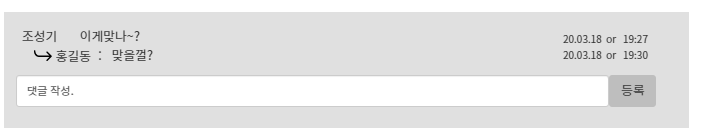 조성기 이게맞나~? 20.03.18 or 19:27
홍길동 : 맞을껄? 20.03.18 or 19:30
댓글 작성. 등록